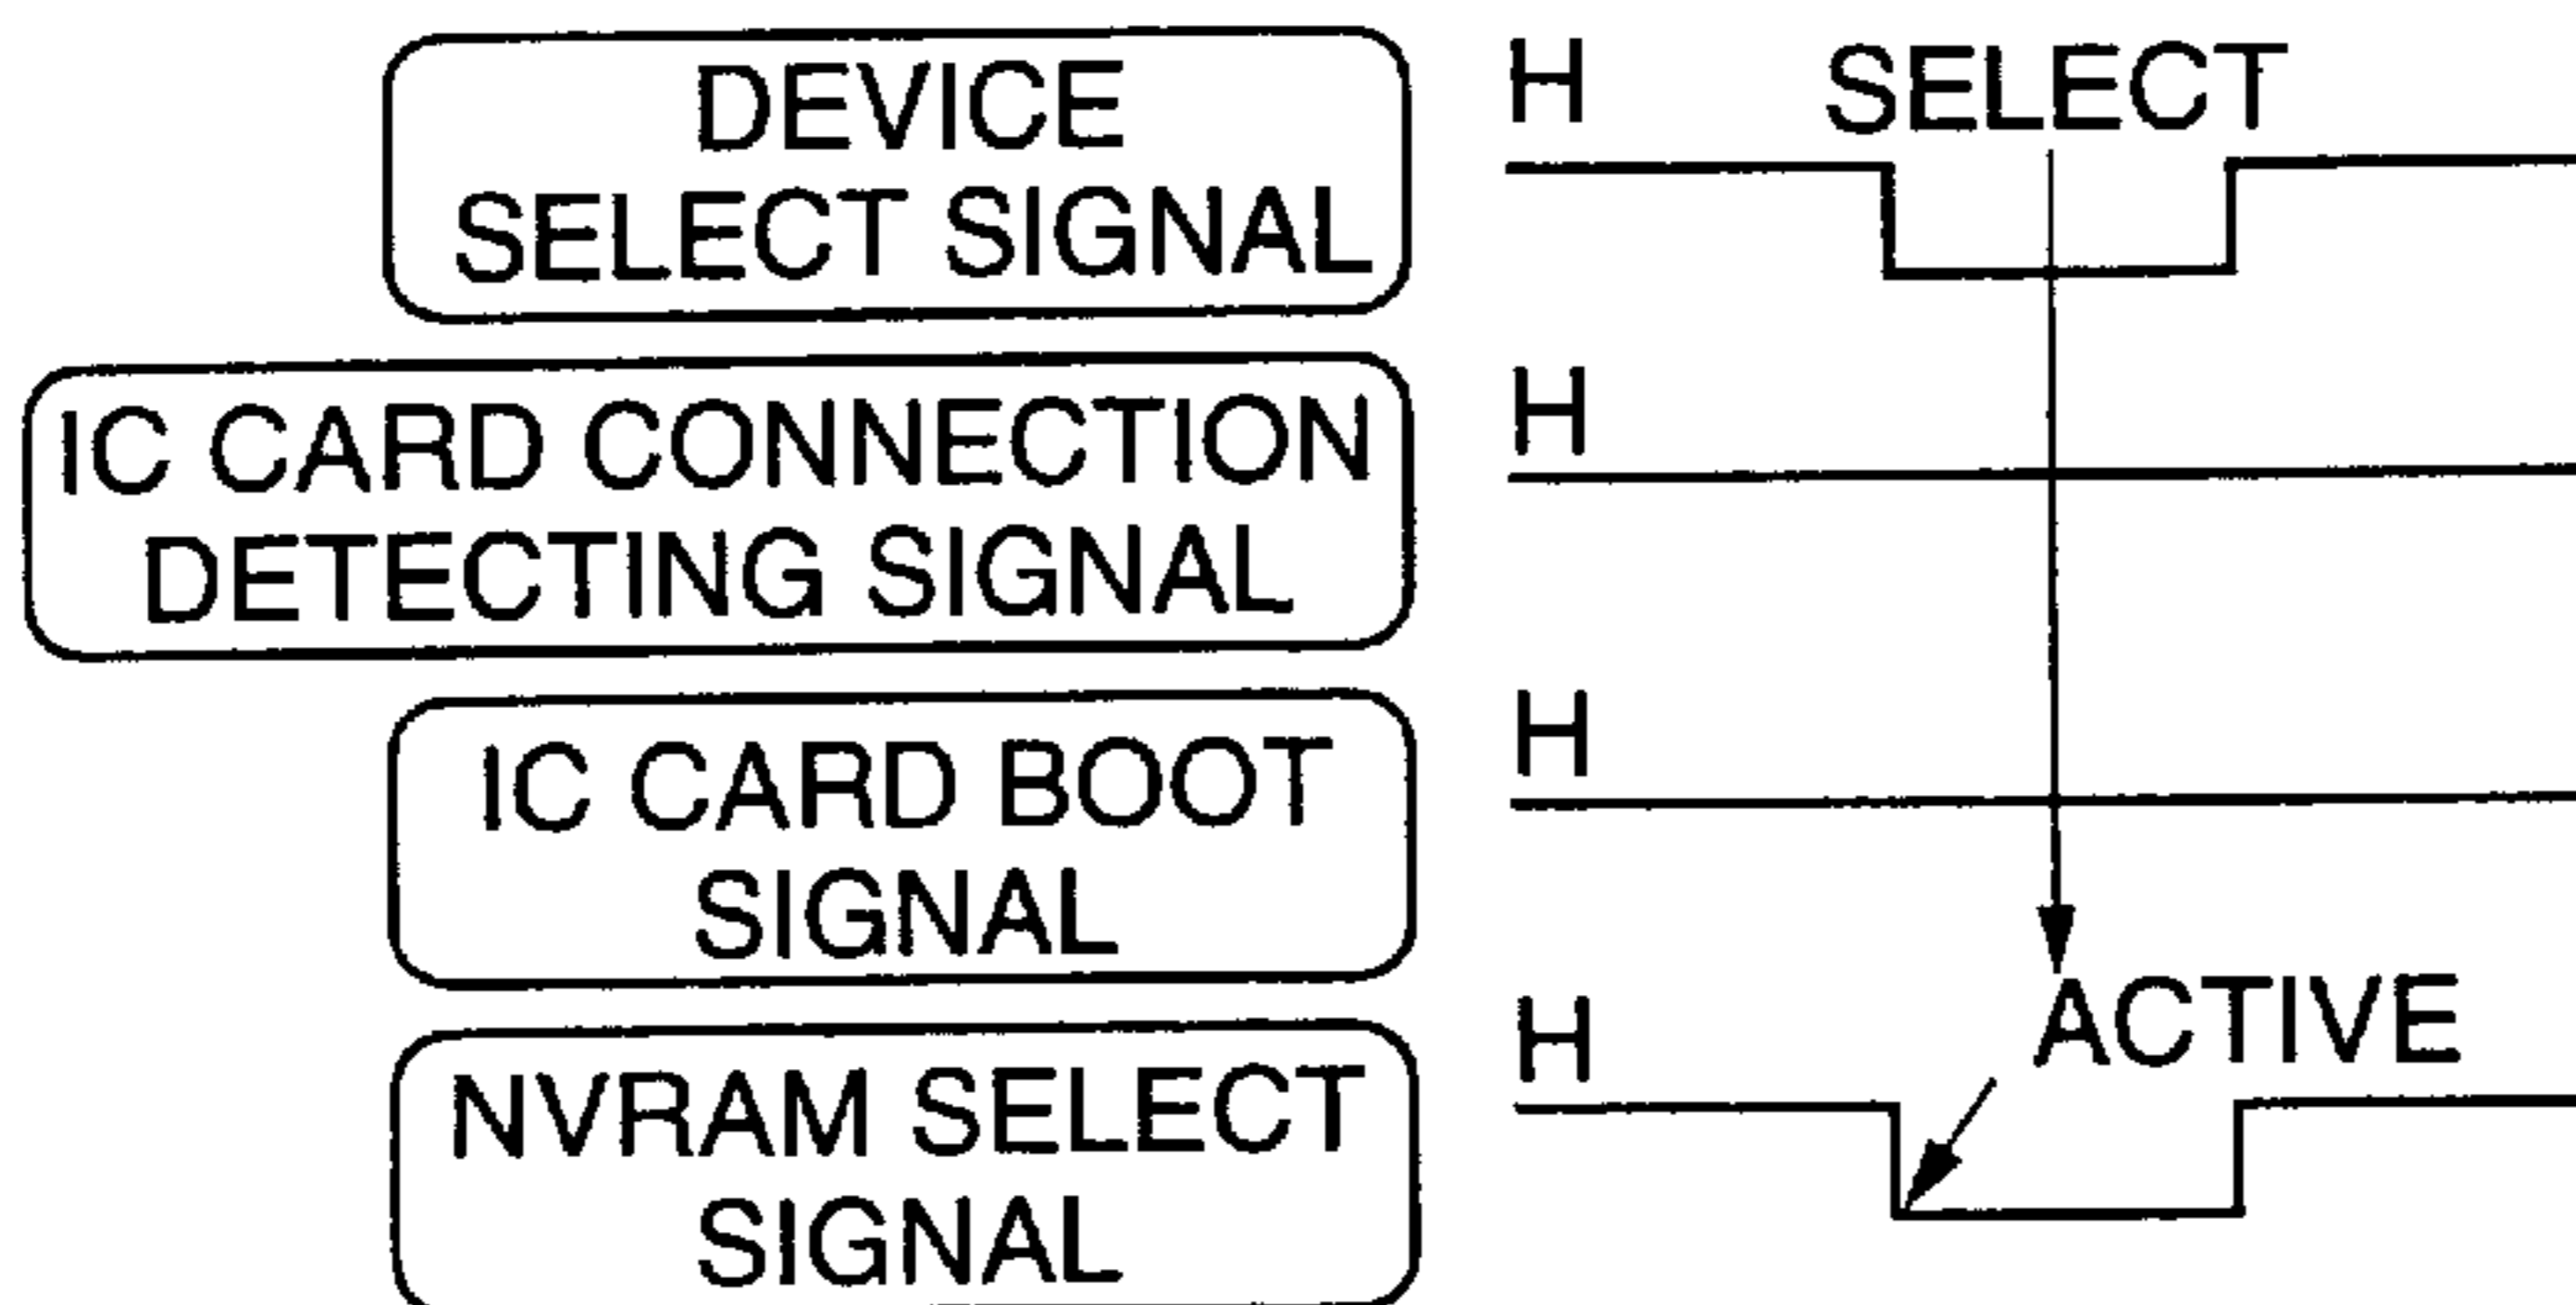 DEVICE
SELECT SIGNAL
H
SELECT
IC CARD CONNECTION
DETECTING SIGNAL
H
IC CARD BOOT
SIGNAL
H
ACTIVE
NVRAM SELECT
SIGNAL
H